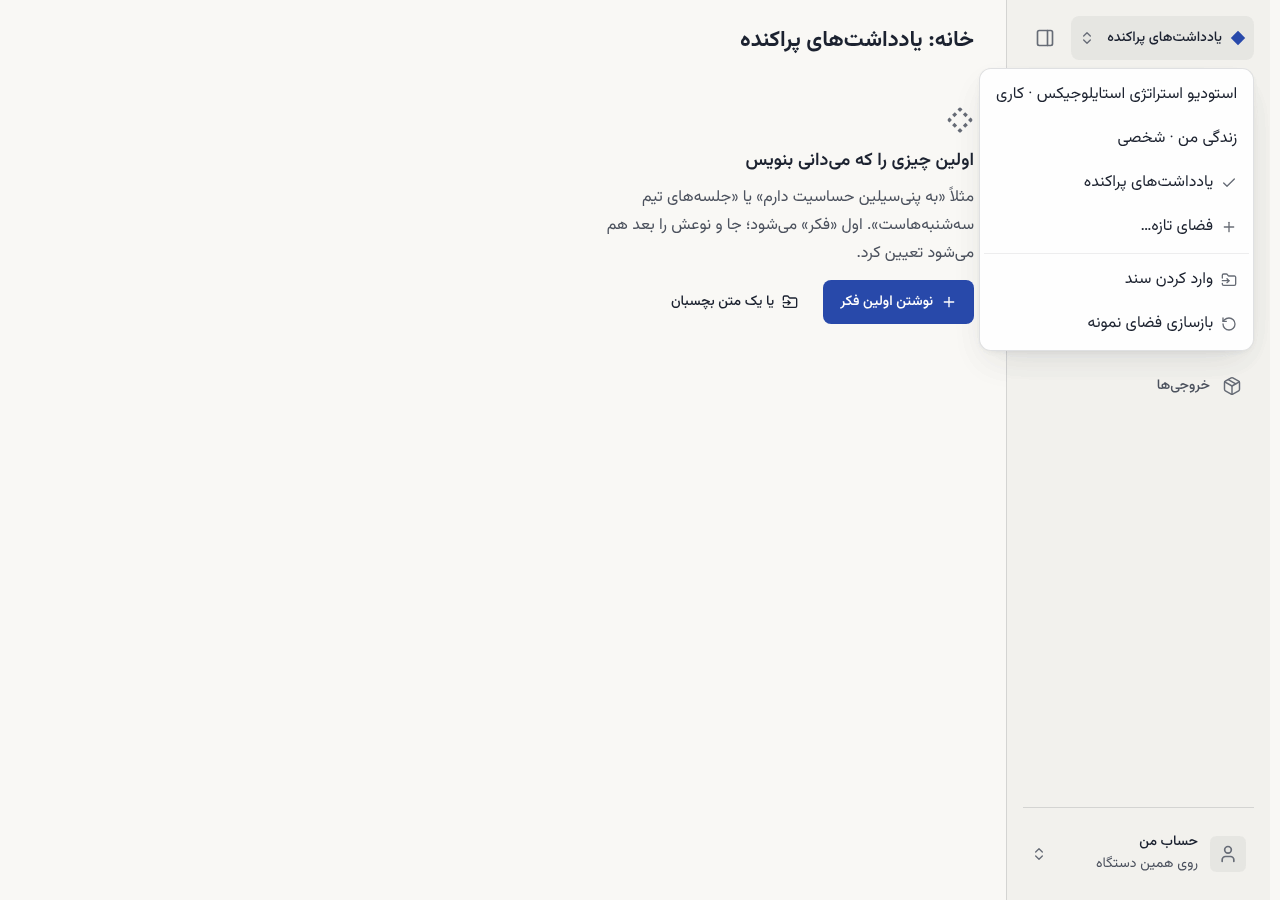 یادداشت‌های پراکنده
استودیو استراتژی استایلوجیکس · کاری
زندگی من · شخصی
یادداشت‌های پراکنده
فضای تازه…
وارد کردن سند
بازسازی فضای نمونه
خروجی‌ها
حساب من
روی همین دستگاه
خانه: یادداشت‌های پراکنده
اولین چیزی را که می‌دانی بنویس
مثلاً «به پنی‌سیلین حساسیت دارم» یا «جلسه‌های تیم
سه‌شنبه‌هاست». اول «فکر» می‌شود؛ جا و نوعش را بعد هم
می‌شود تعیین کرد.
نوشتن اولین فکر
یا یک متن بچسبان